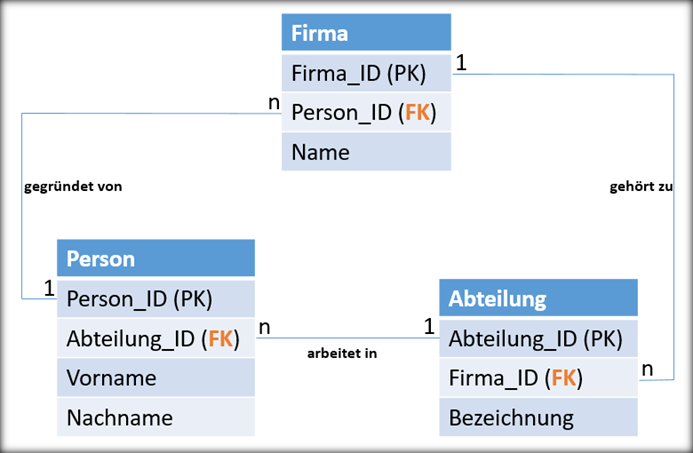 Firma
Firma_ID (PK)
1
n
Person_ID (FK)
Name
gegründet von
gehört zu
Person
1
Person_ID (PK)
Abteilung_ID (FK)
Vorname
Nachname
n
1
arbeitet in
Abteilung
Abteilung_ID (PK)
Firma_ID (FK)
n
Bezeichnung